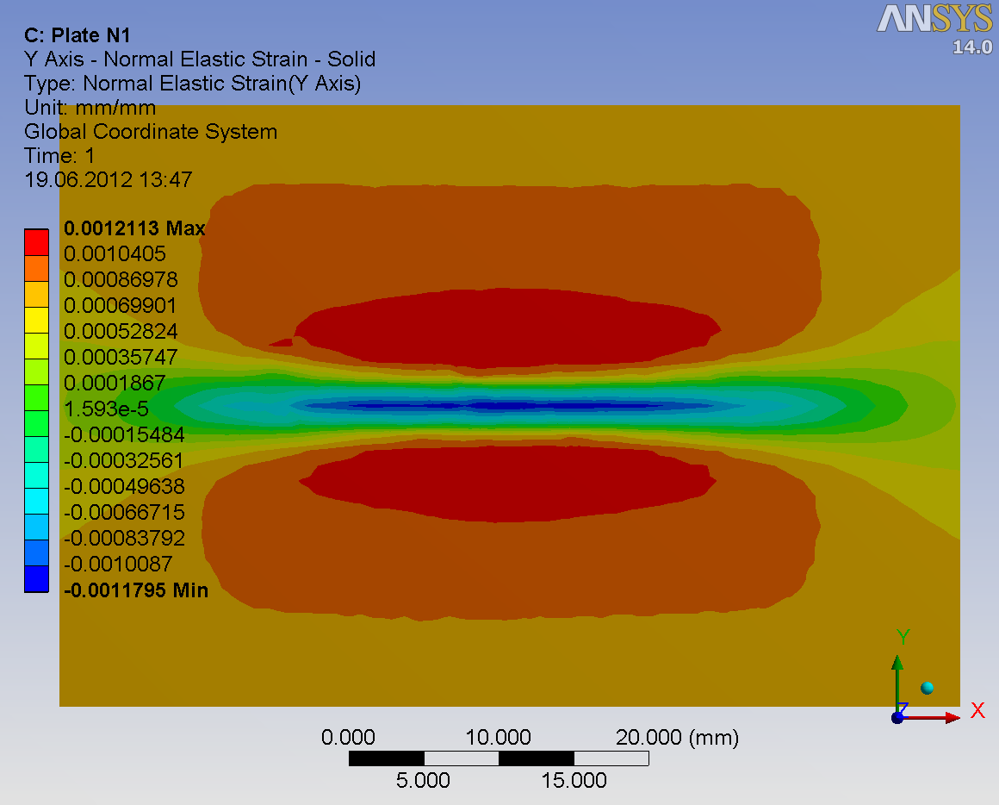 ANSYS
14.0
C: Plate N1
Y Axis - Normal Elastic Strain - Solid
Type: Normal Elastic Strain(Y Axis)
Unit: mm/mm
Global Coordinate System
Time: 1
19.06.2012 13:47
0.0012113 Max
0.0010405
0.00086978
0.00069901
0.00052824
0.00035747
0.0001867
1.593e-5
-0.00015484
-0.00032561
-0.00049638
-0.00066715
-0.00083792
-0.0010087
-0.0011795 Min
Y
Z
X
0.000 10.000 20.000 (mm)
5.000 15.000